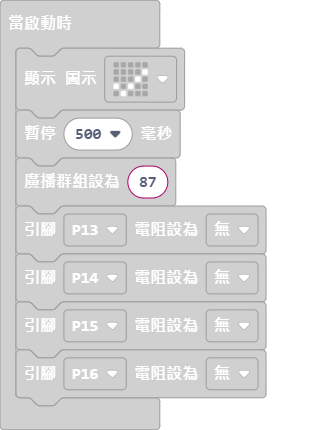 當啟動時
顯示 圖示
暫停 500 毫秒
廣播群組設為 87
引腳 P13 電阻設為 無
引腳 P14 電阻設為 無
引腳 P15 電阻設為 無
引腳 P16 電阻設為 無